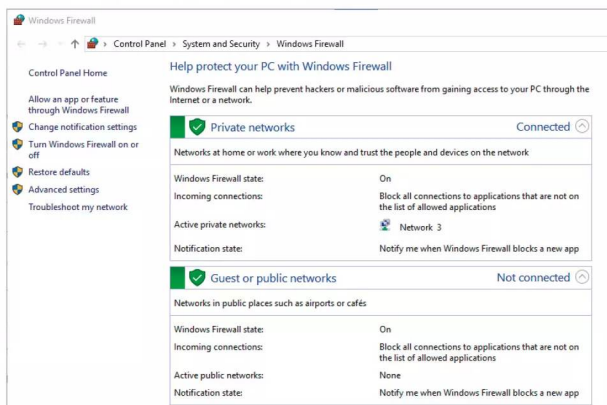 Windows Firewall
Control Panel › System and Security › Windows Firewall
Control Panel Home
Allow an app or feature
through Windows Firewall
Change notification settings
Turn Windows Firewall on or
off
Restore defaults
Advanced settings
Troubleshoot my network
Help protect your PC with Windows Firewall
Windows Firewall can help prevent hackers or malicious software from gaining access to your PC through the
Internet or a network.
Private networks Connected
Networks at home or work where you know and trust the people and devices on the network
Windows Firewall state: On
Incoming connections: Block all connections to applications that are not on
the list of allowed applications
Active private networks: Network 3
Notification state: Notify me when Windows Firewall blocks a new app
Guest or public networks Not connected
Networks in public places such as airports or cafés
Windows Firewall state: On
Incoming connections: Block all connections to applications that are not on
the list of allowed applications
Active public networks: None
Notification state: Notify me when Windows Firewall blocks a new app